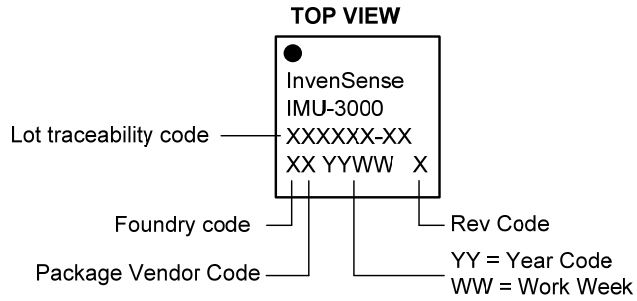 TOP VIEW
InvenSense
IMU-3000
Lot traceability code
XXXXXX-XX
XX YYWW X
Foundry code
Rev Code
Package Vendor Code
YY = Year Code
WW = Work Week